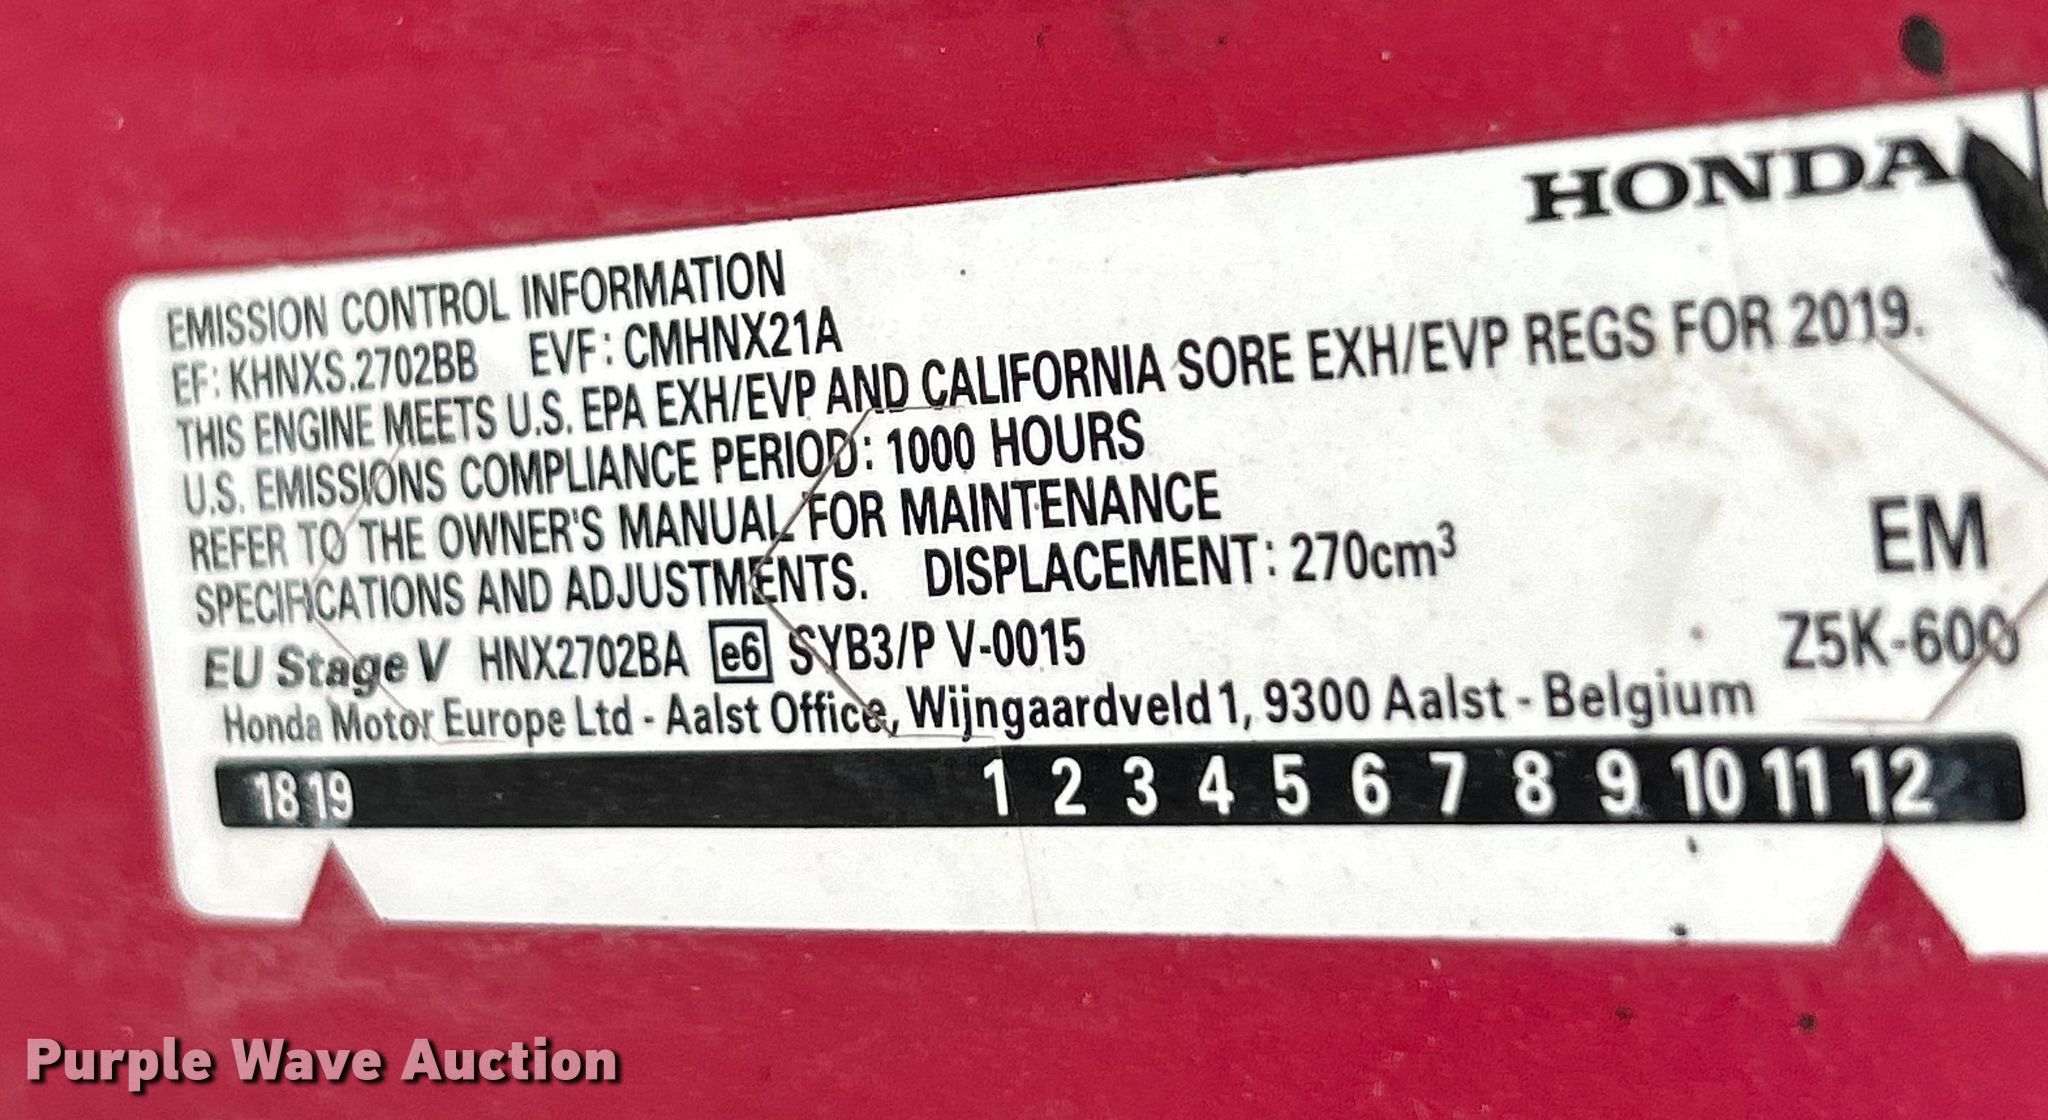 HONDA
EMISSION CONTROL INFORMATION
EF: KHNXS.2702BB EVF: CMHNX21A
THIS ENGINE MEETS U.S. EPA EXH/EVP AND CALIFORNIA SORE EXH/EVP REGS FOR 2019.
U.S. EMISSIONS COMPLIANCE PERIOD: 1000 HOURS
REFER TO THE OWNER'S MANUAL FOR MAINTENANCE
SPECIFICATIONS AND ADJUSTMENTS. DISPLACEMENT: 270cm³
EM
EU Stage V HNX2702BA e6 SYB3/P V-0015
Z5K-600
Honda Motor Europe Ltd - Aalst Office, Wijngaardveld 1, 9300 Aalst - Belgium
18 19 1 2 3 4 5 6 7 8 9 10 11 12
Purple Wave Auction